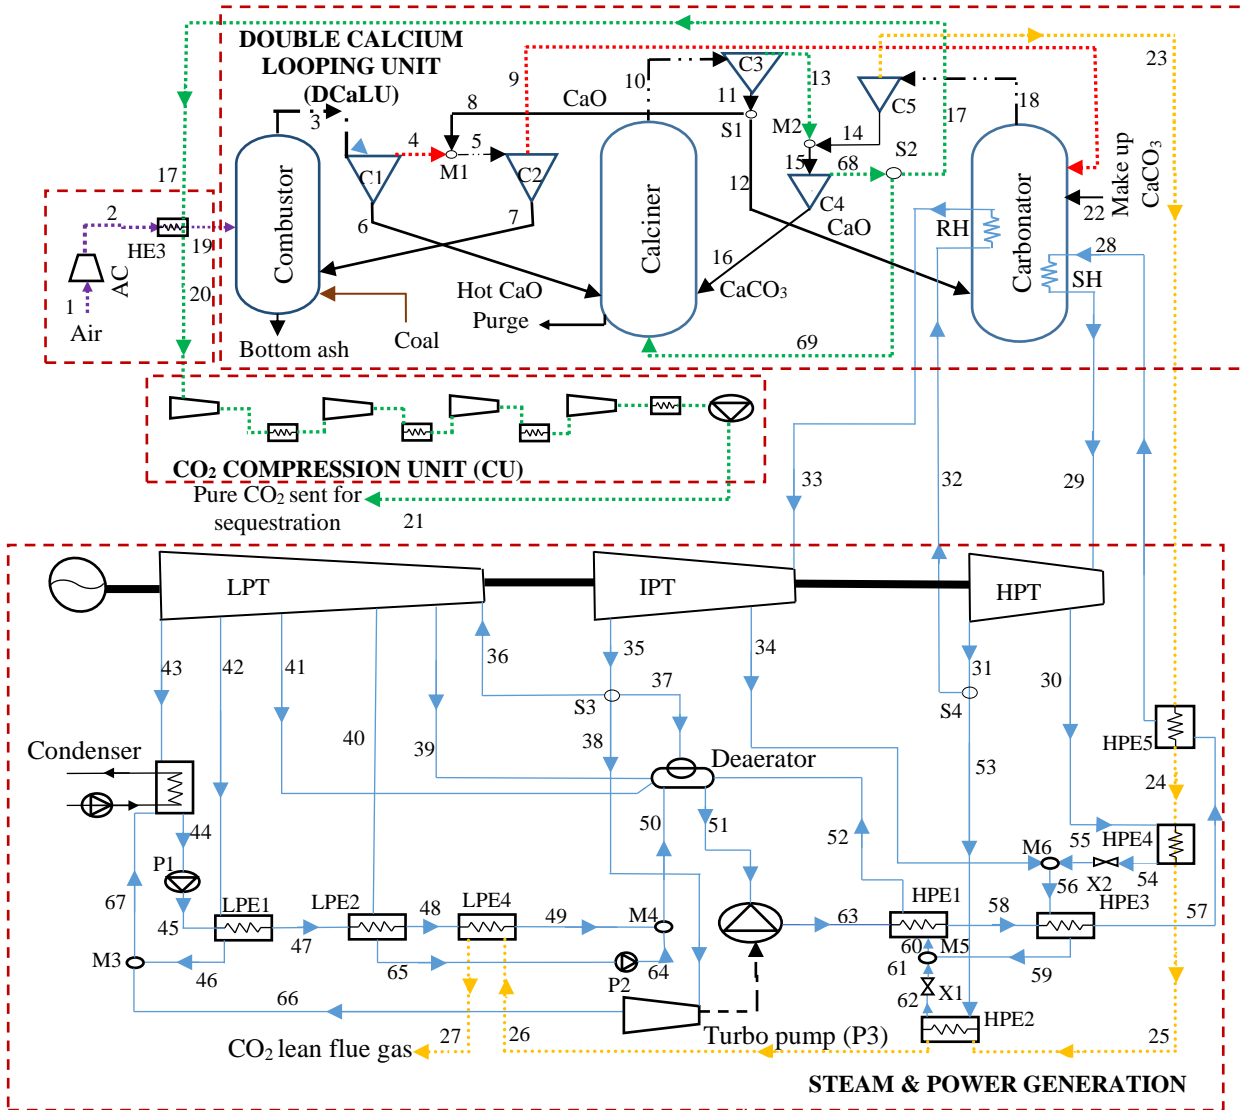 DOUBLE CALCIUM
LOOPING UNIT
(DCaLU)
23
9
10
C3
13
3
8
CaO
11
C5
18
17
S1
M2
14
4
5
M1
S2
15
68
C1
C2
12
C4
Make up
CaCO₃
17
2
6
7
CaO
22
RH
19
HE3
Combustor
Calciner
Carbonator
28
16
SH
AC
1
20
Hot CaO
CaCO₃
Purge
Air
Coal
Bottom ash
69
CO₂ COMPRESSION UNIT (CU)
Pure CO₂ sent for
sequestration
21
33
32
29
LPT
IPT
HPT
43
42
41
36
35
34
31
30
37
S3
S4
40
39
38
HPE5
Condenser
Deaerator
53
24
44
50
51
52
55
HPE4
M6
P1
X2
54
67
56
LPE1
LPE2
48
LPE4
49
M4
HPE1
58
HPE3
57
45
47
63
60
M5
M3
46
65
64
61
59
P2
66
62
X1
HPE2
27
26
Turbo pump (P3)
25
CO₂ lean flue gas
STEAM & POWER GENERATION